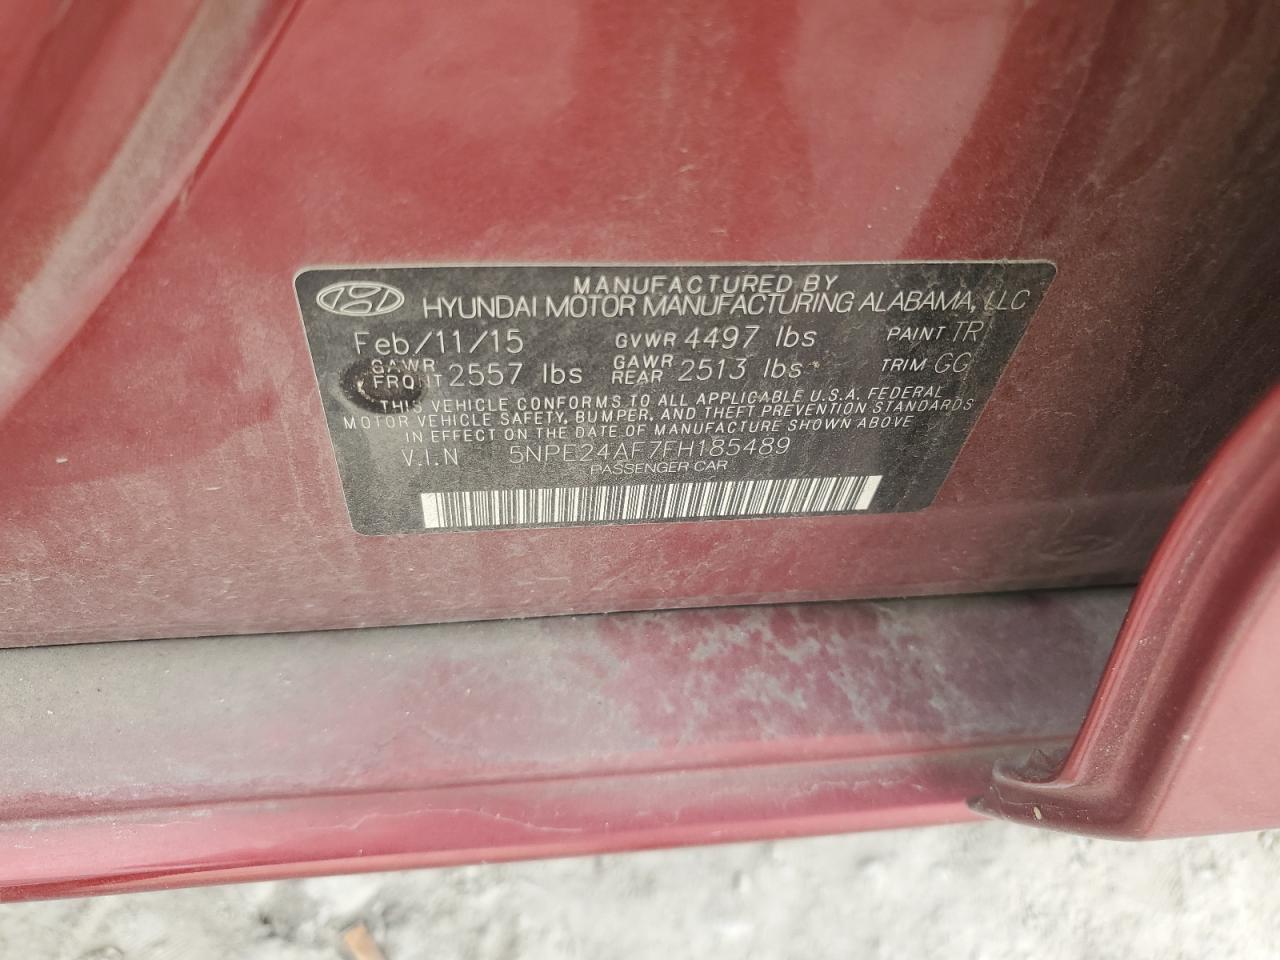 MANUFACTURED BY
HYUNDAI MOTOR MANUFACTURING ALABAMA, LLC
Feb/11/15 GVWR 4497 lbs PAINT TR
GAWR FRONT 2557 lbs GAWR REAR 2513 lbs TRIM GG
THIS VEHICLE CONFORMS TO ALL APPLICABLE U.S.A. FEDERAL
MOTOR VEHICLE SAFETY, BUMPER, AND THEFT PREVENTION STANDARDS
IN EFFECT ON THE DATE OF MANUFACTURE SHOWN ABOVE
V.I.N 5NPE24AF7FH185489
PASSENGER CAR